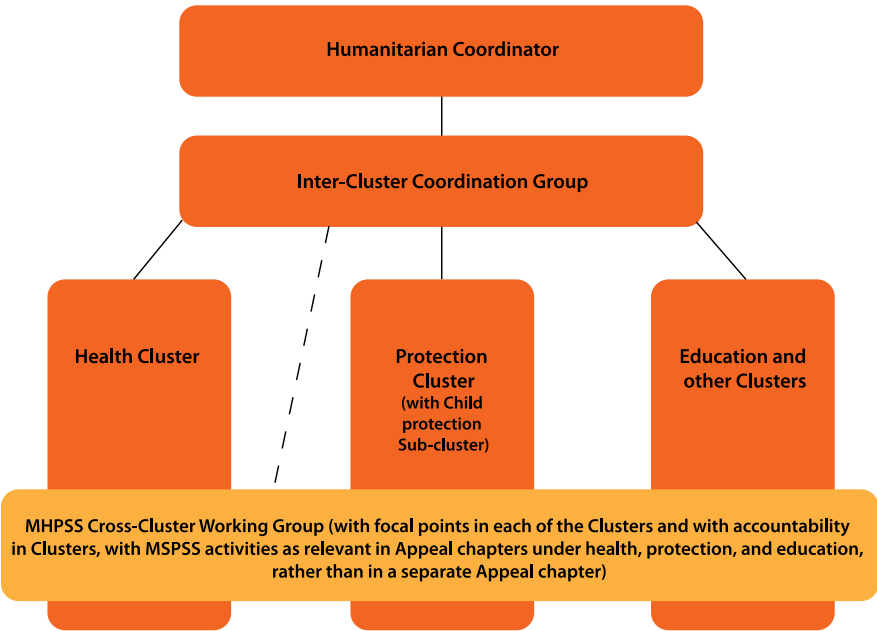 Humanitarian Coordinator
Inter-Cluster Coordination Group
Health Cluster
Protection
Cluster
(with Child
protection
Sub-cluster)
Education and
other Clusters
MHPSS Cross-Cluster Working Group (with focal points in each of the Clusters and with accountability
in Clusters, with MSPSS activities as relevant in Appeal chapters under health, protection, and education,
rather than in a separate Appeal chapter)